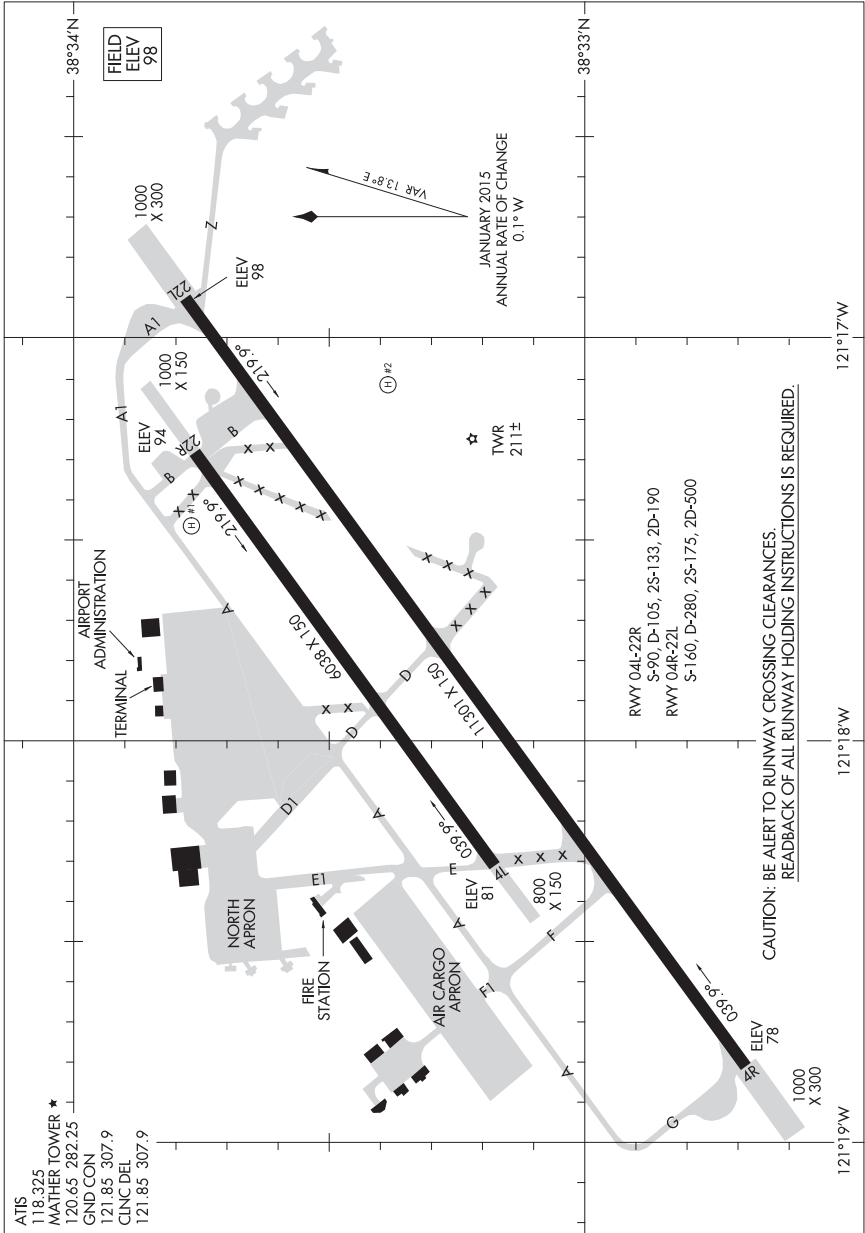 ATIS
118.325
MATHER TOWER ★
120.65 282.25
GND CON
121.85 307.9
CLNC DEL
121.85 307.9
FIELD
ELEV
98
38°34'N
38°33'N
121°17'W
121°18'W
121°19'W
1000
X 300
22L
ELEV
98
Z
A1
A1
1000
X 150
ELEV
94
22R
219.9°
219.9°
B
B
H #1
H #2
TWR
211±
VAR 13.8°E
JANUARY 2015
ANNUAL RATE OF CHANGE
0.1° W
AIRPORT
ADMINISTRATION
TERMINAL
A
6038 X 150
11301 X 150
D
D
D1
A
039.9°
4L
ELEV
81
E
E1
800
X 150
NORTH
APRON
FIRE
STATION
AIR CARGO
APRON
A
F
F1
A
G
039.9°
4R
ELEV
78
1000
X 300
X X
X X
X X X X X
X X
X X X
X X X
X X X
RWY 04L-22R
S-90, D-105, 2S-133, 2D-190
RWY 04R-22L
S-160, D-280, 2S-175, 2D-500
CAUTION: BE ALERT TO RUNWAY CROSSING CLEARANCES.
READBACK OF ALL RUNWAY HOLDING INSTRUCTIONS IS REQUIRED.